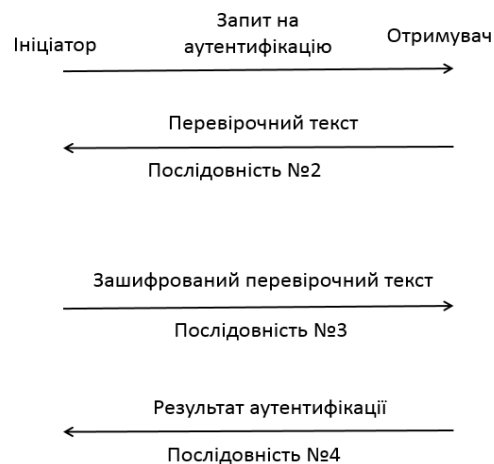 Ініціатор
Запит на
аутентифікацію
Отримувач
Перевірочний текст
Послідовність №2
Зашифрований перевірочний текст
Послідовність №3
Результат аутентифікації
Послідовність №4